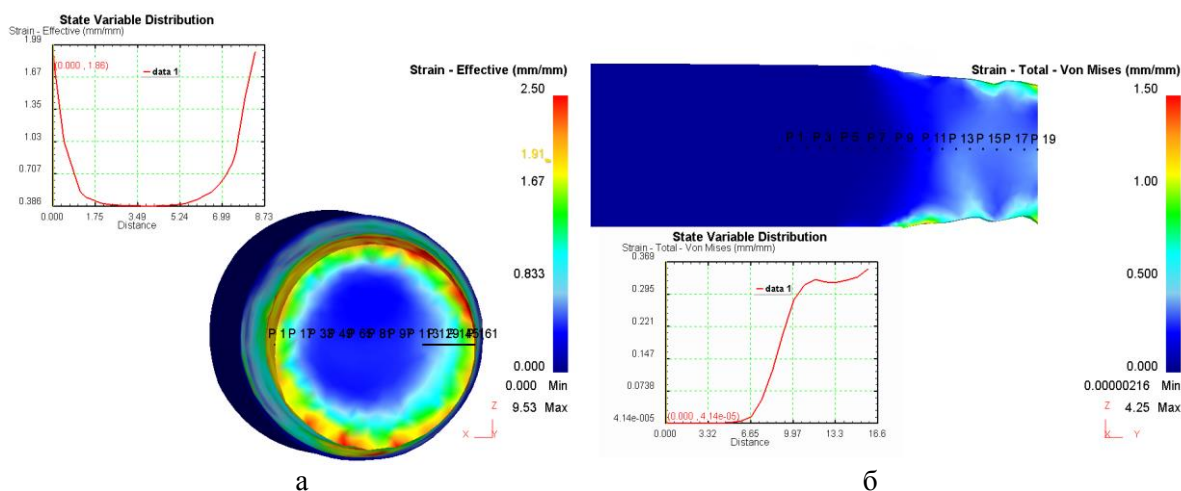 State Variable Distribution
Strain - Effective (mm/mm)
1.99
1.67
1.35
1.03
0.707
0.386
(0.000 , 1.86)
data 1
0.000 1.75 3.49 5.24 6.99 8.73
Distance
Strain - Effective (mm/mm)
2.50
1.91
1.67
0.833
0.000
0.000 Min
9.53 Max
P 1 P 17
Z
X Y
а
Strain - Total - Von Mises (mm/mm)
1.50
1.00
0.500
0.000
0.00000216 Min
4.25 Max
P 1 P 3 P 5 P 7 P 9 P 11 P 13 P 15 P 17 P 19
State Variable Distribution
Strain - Total - Von Mises (mm/mm)
0.369
0.295
0.221
0.147
0.0738
4.14e-005
(0.000 , 4.14e-05)
data 1
0.000 3.32 6.65 9.97 13.3 16.6
Distance
Z
X Y
б